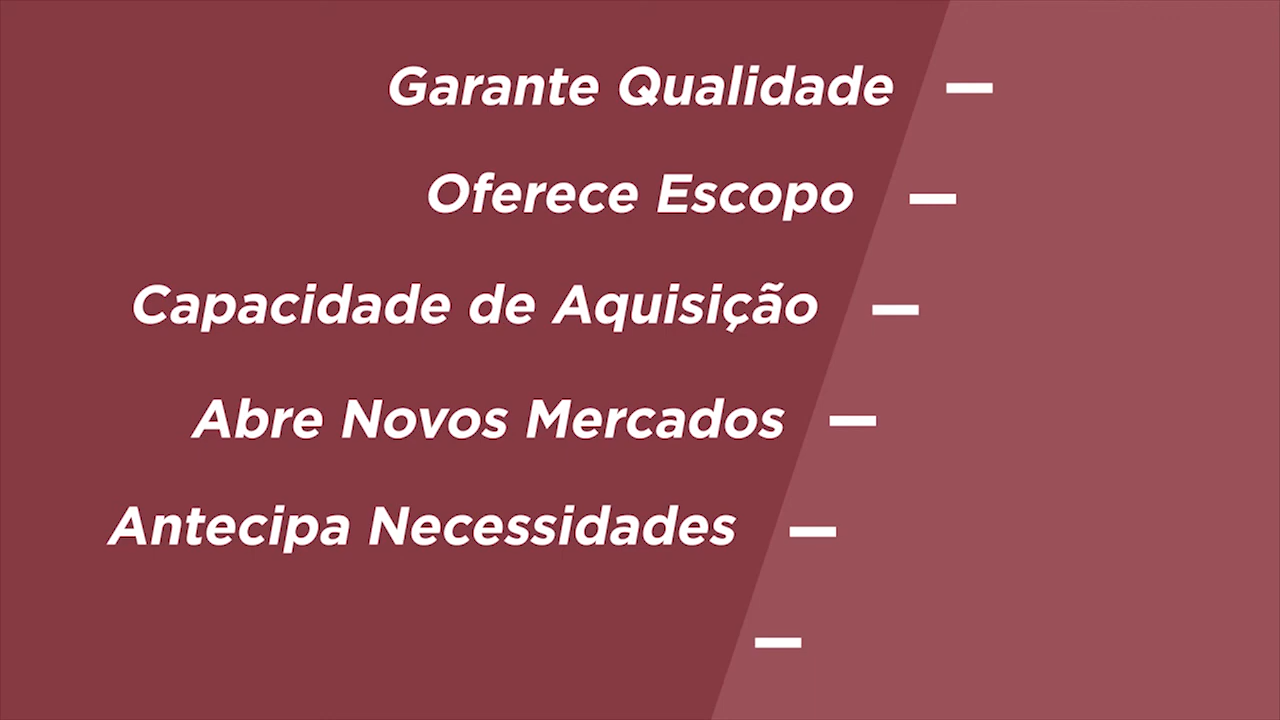 Garante Qualidade
Oferece Escopo
Capacidade de Aquisição
Abre Novos Mercados
Antecipa Necessidades